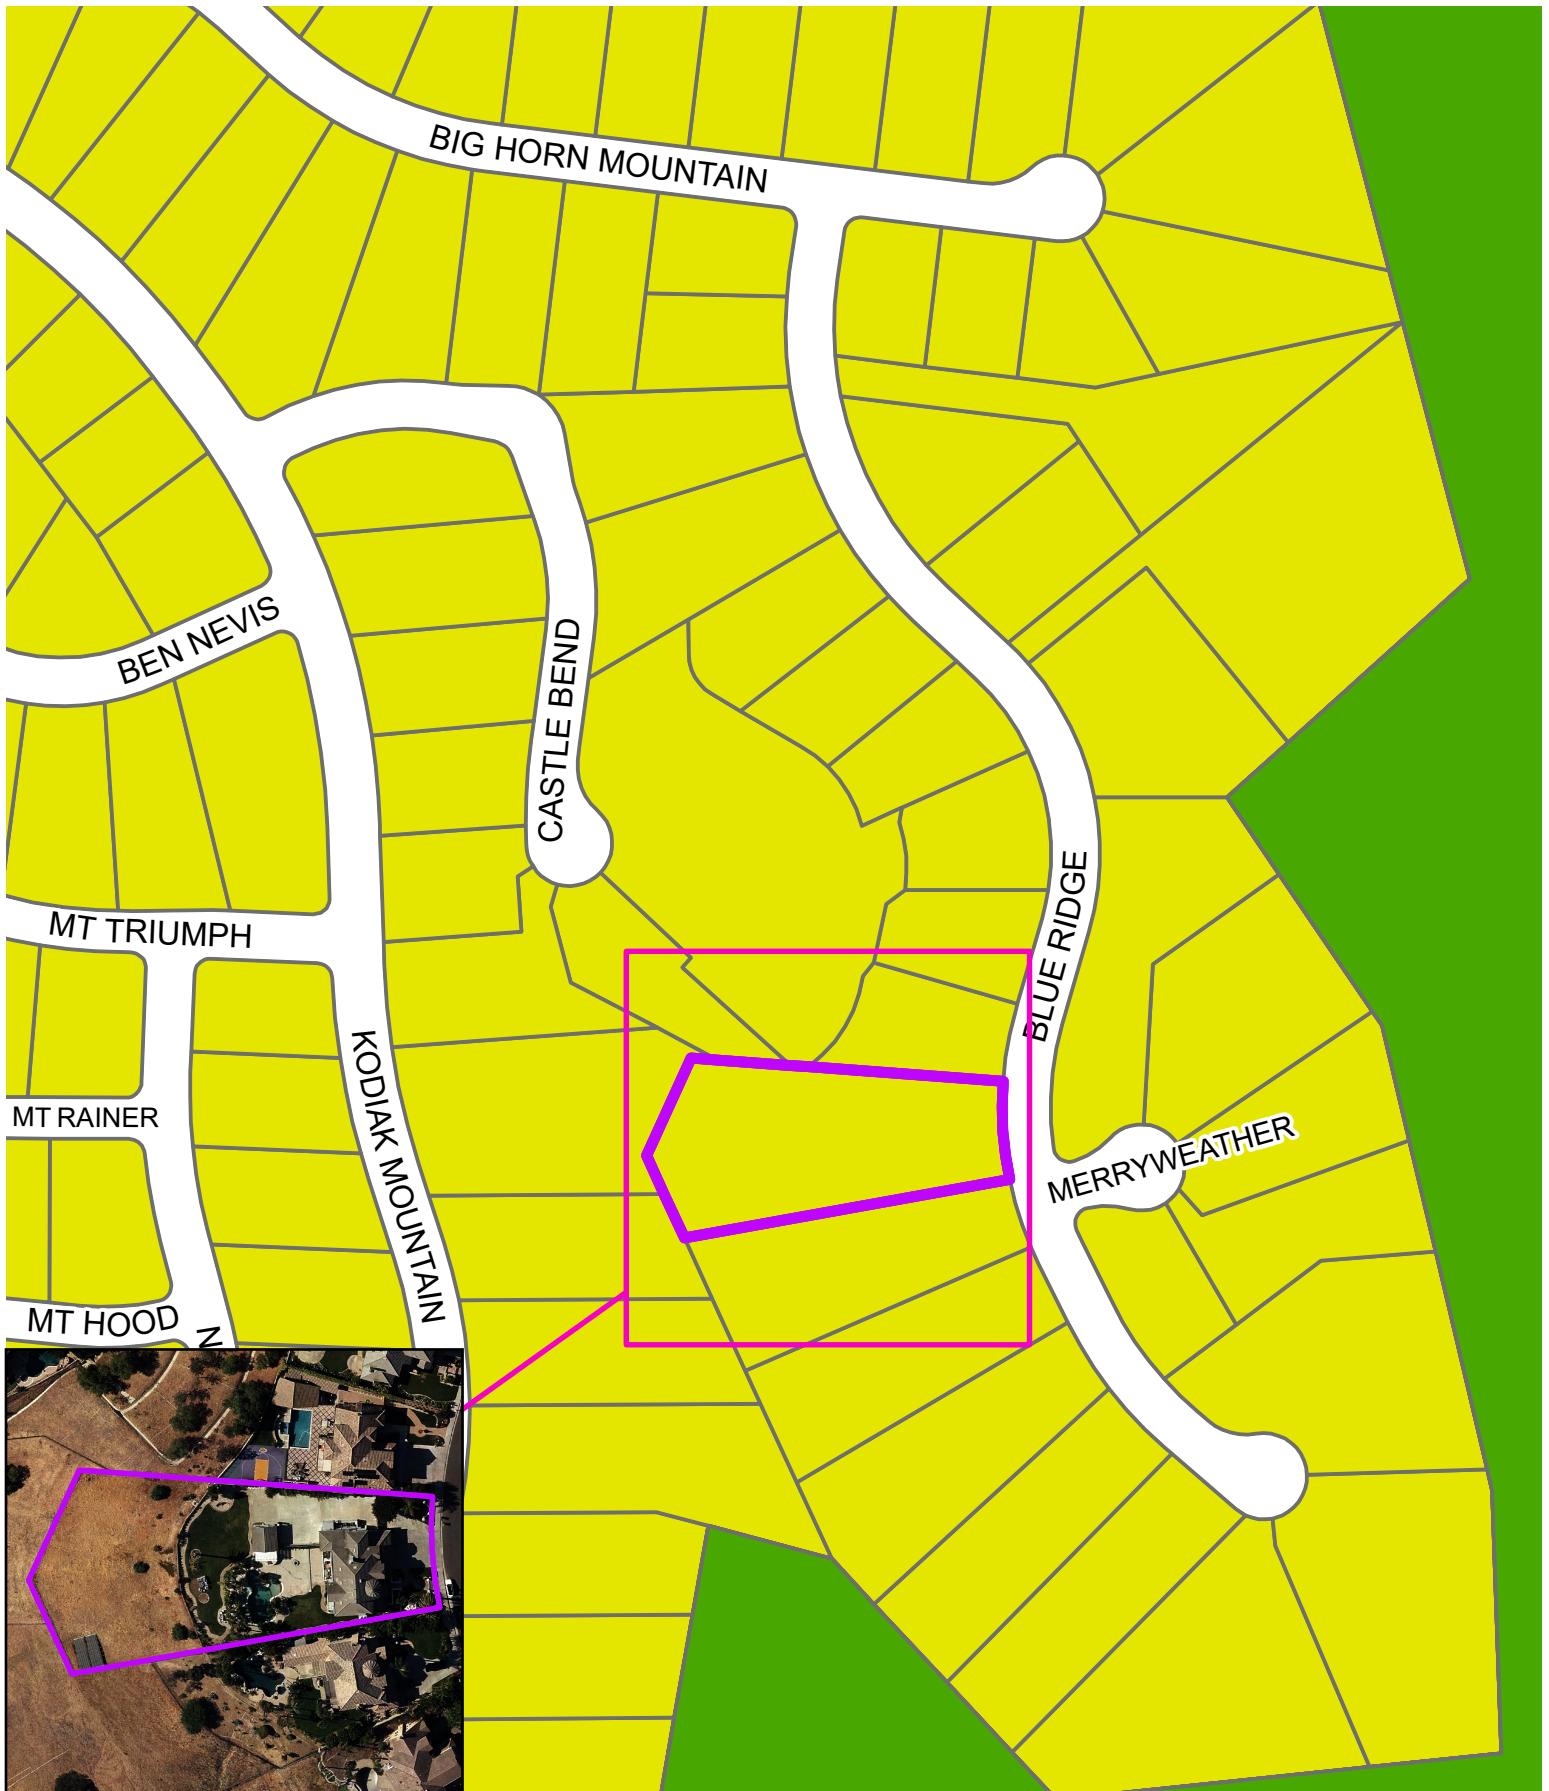 BIG HORN MOUNTAIN
BEN NEVIS
CASTLE BEND
BLUE RIDGE
MT TRIUMPH
KODIAK MOUNTAIN
MT RAINER
MERRYWEATHER
MT HOOD
N